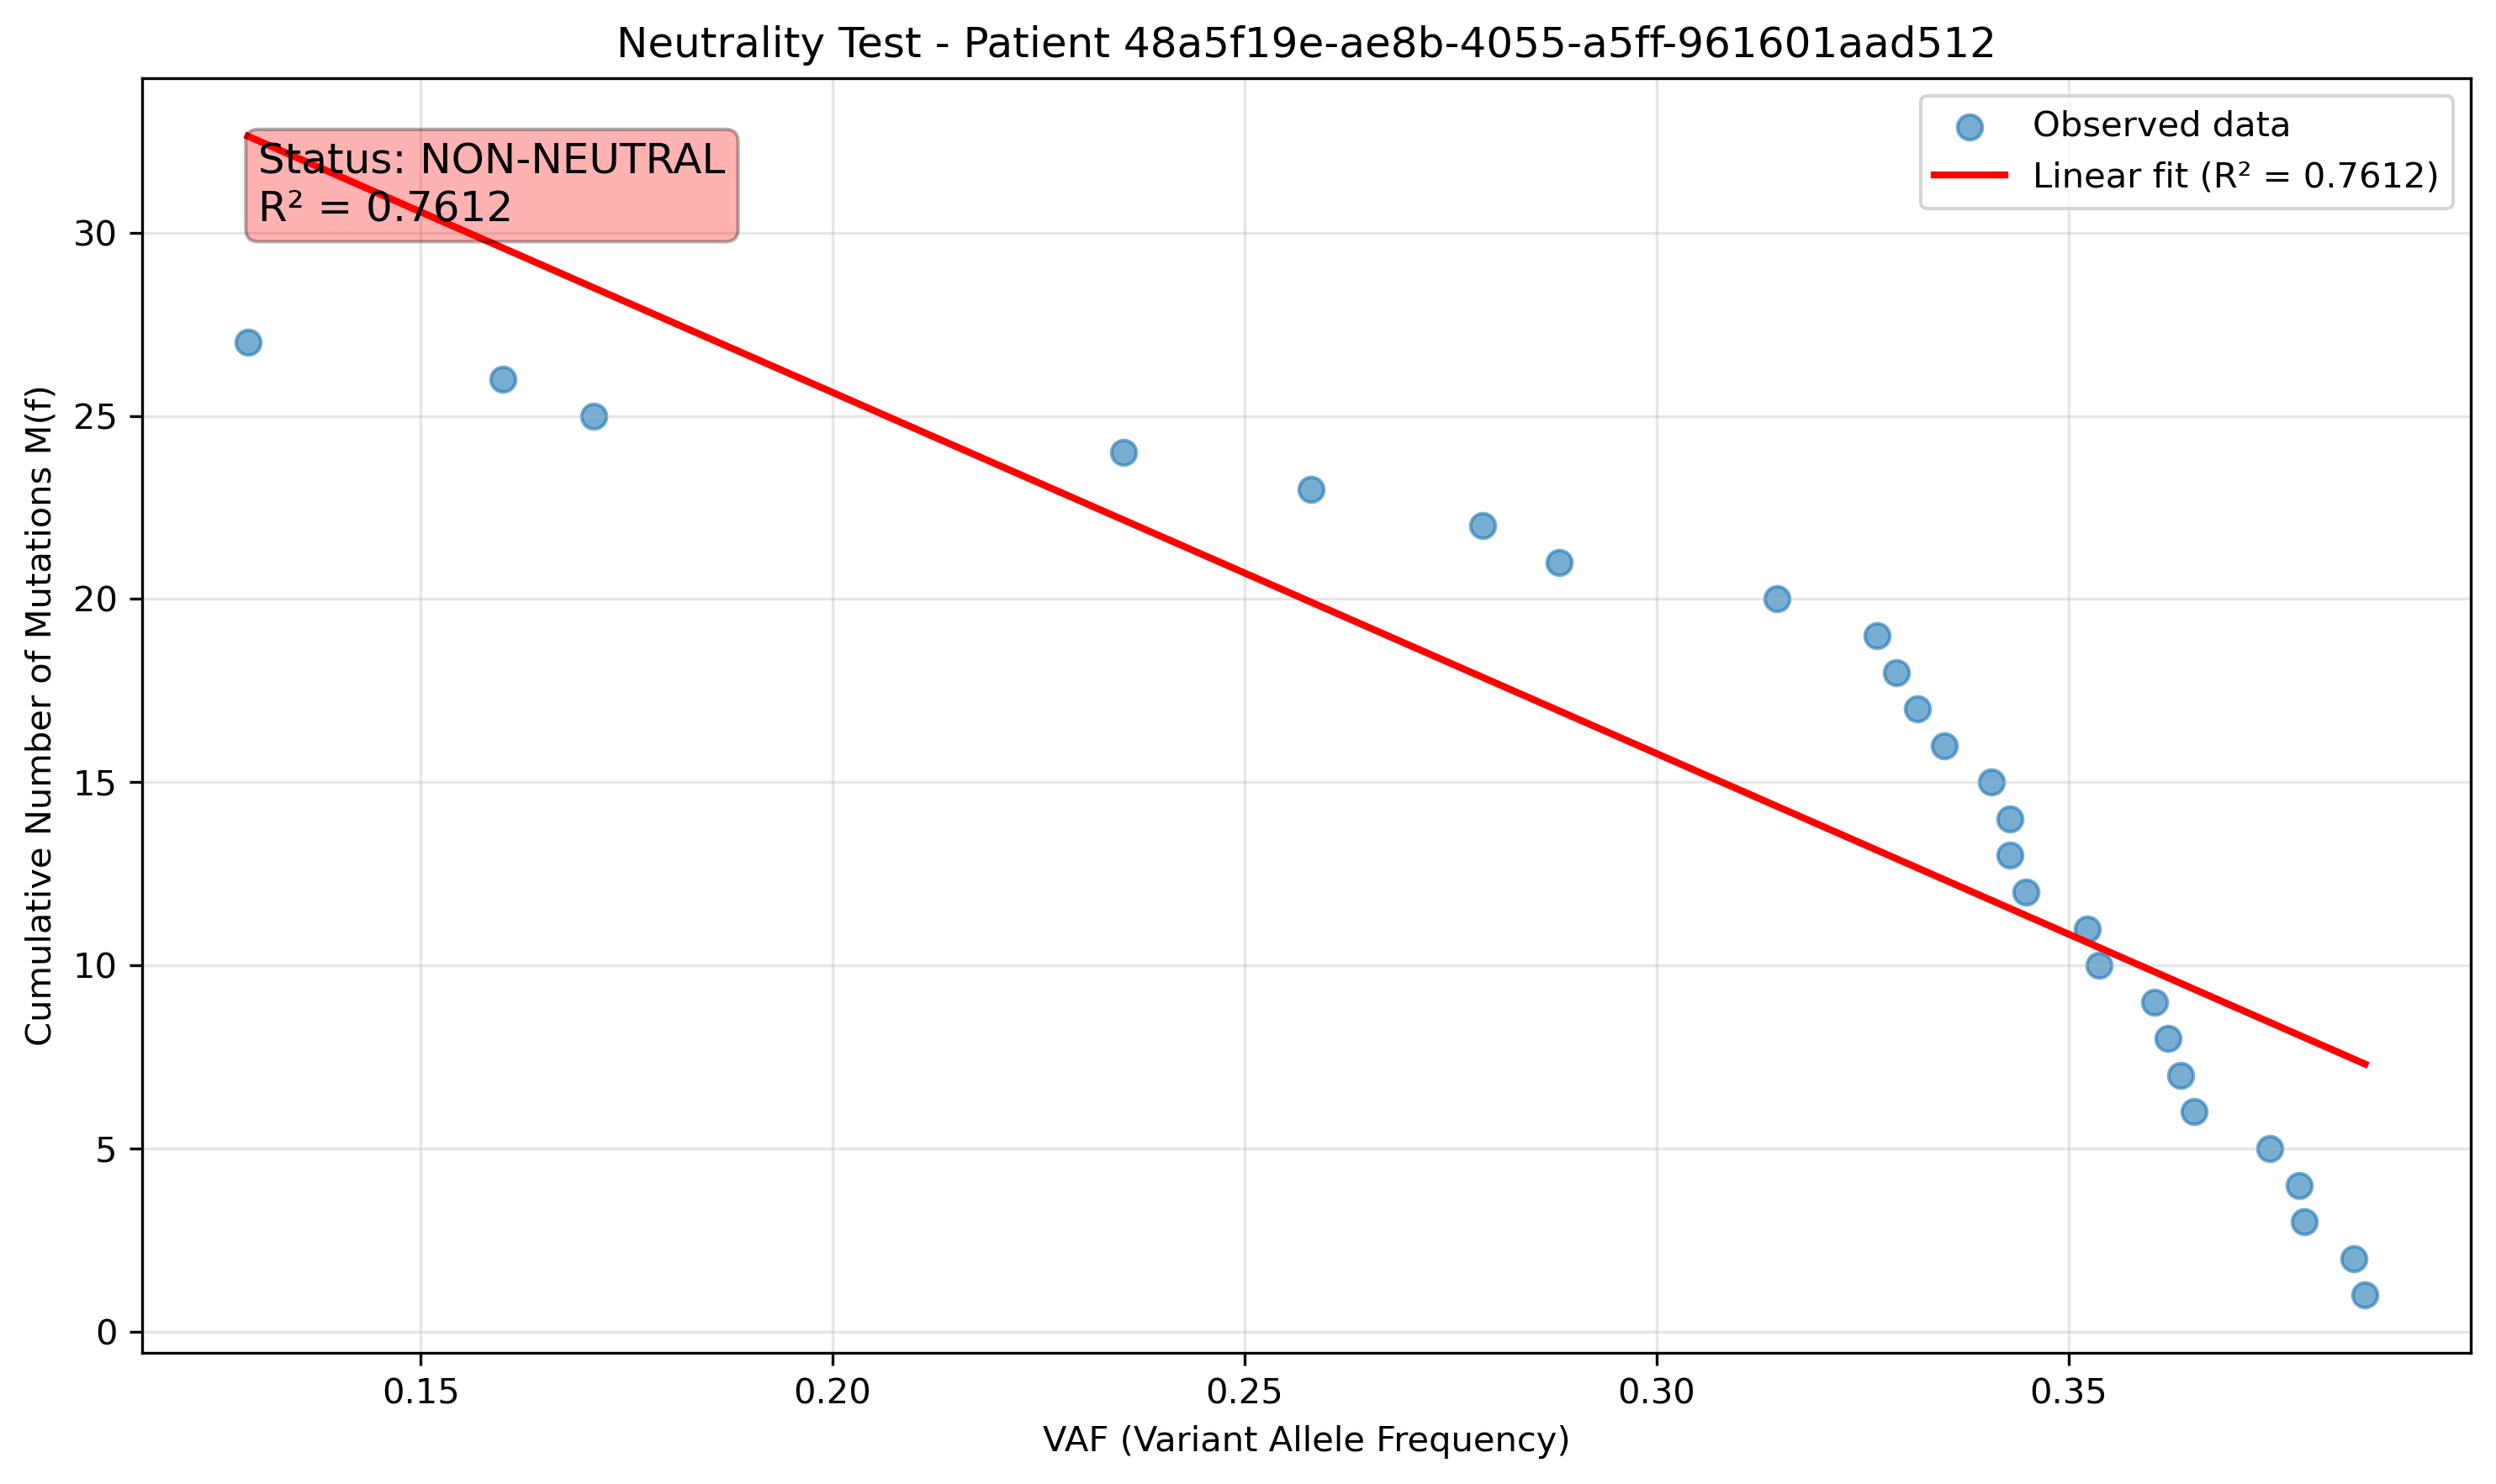 Neutrality Test - Patient 48a5f19e-ae8b-4055-a5ff-961601aad512
Status: NON-NEUTRAL
R² = 0.7612
Observed data
Linear fit (R² = 0.7612)
Cumulative Number of Mutations M(f)
30
25
20
15
10
5
0
0.15
0.20
0.25
0.30
0.35
VAF (Variant Allele Frequency)